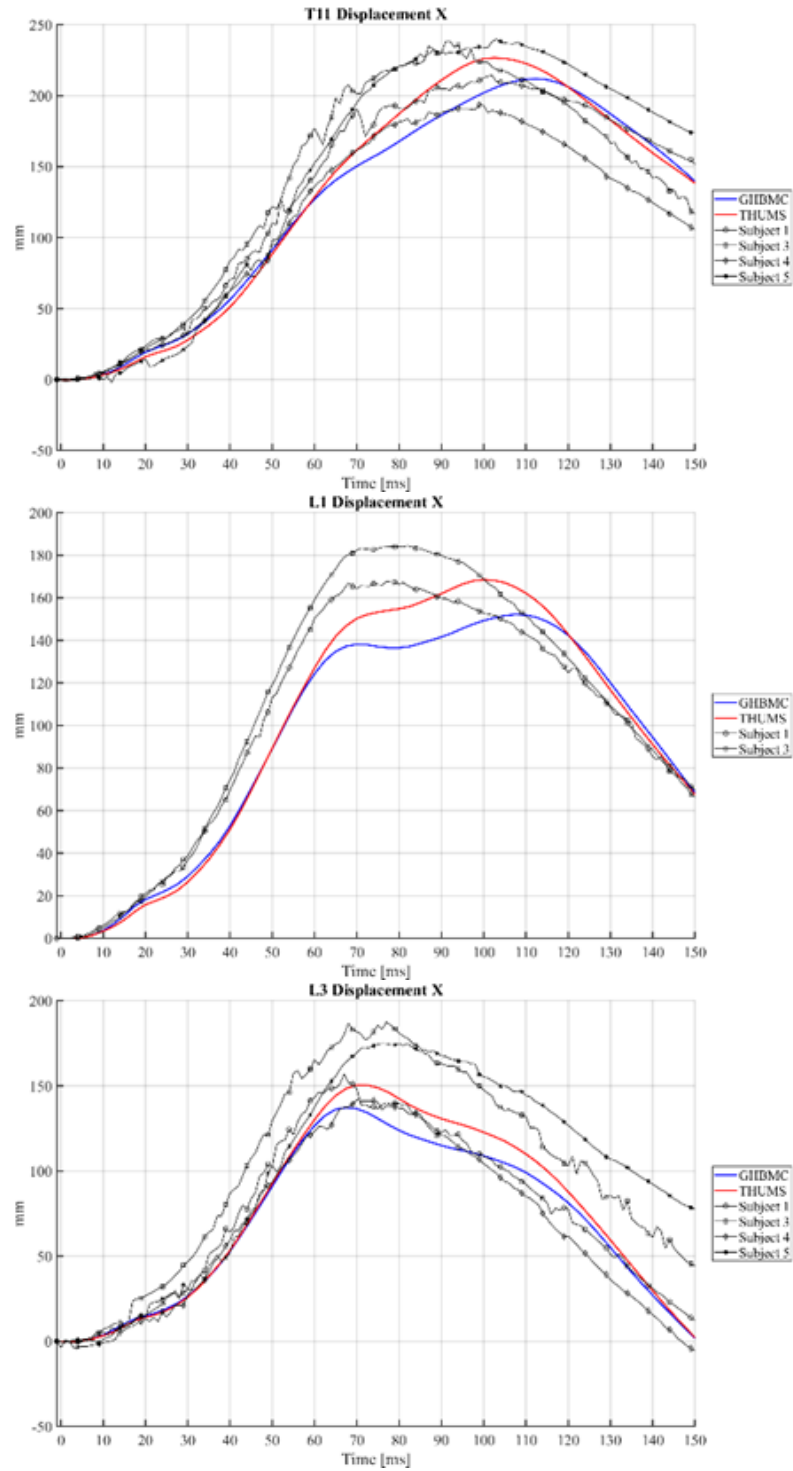 T11 Displacement X
250
200
150
100
50
0
-50
mm
0 10 20 30 40 50 60 70 80 90 100 110 120 130 140 150
Time [ms]
GHBMC
THUMS
Subject 1
Subject 3
Subject 4
Subject 5
L1 Displacement X
200
180
160
140
120
100
80
60
40
20
0
mm
0 10 20 30 40 50 60 70 80 90 100 110 120 130 140 150
Time [ms]
GHBMC
THUMS
Subject 1
Subject 3
L3 Displacement X
200
150
100
50
0
-50
mm
0 10 20 30 40 50 60 70 80 90 100 110 120 130 140 150
Time [ms]
GHBMC
THUMS
Subject 1
Subject 3
Subject 4
Subject 5